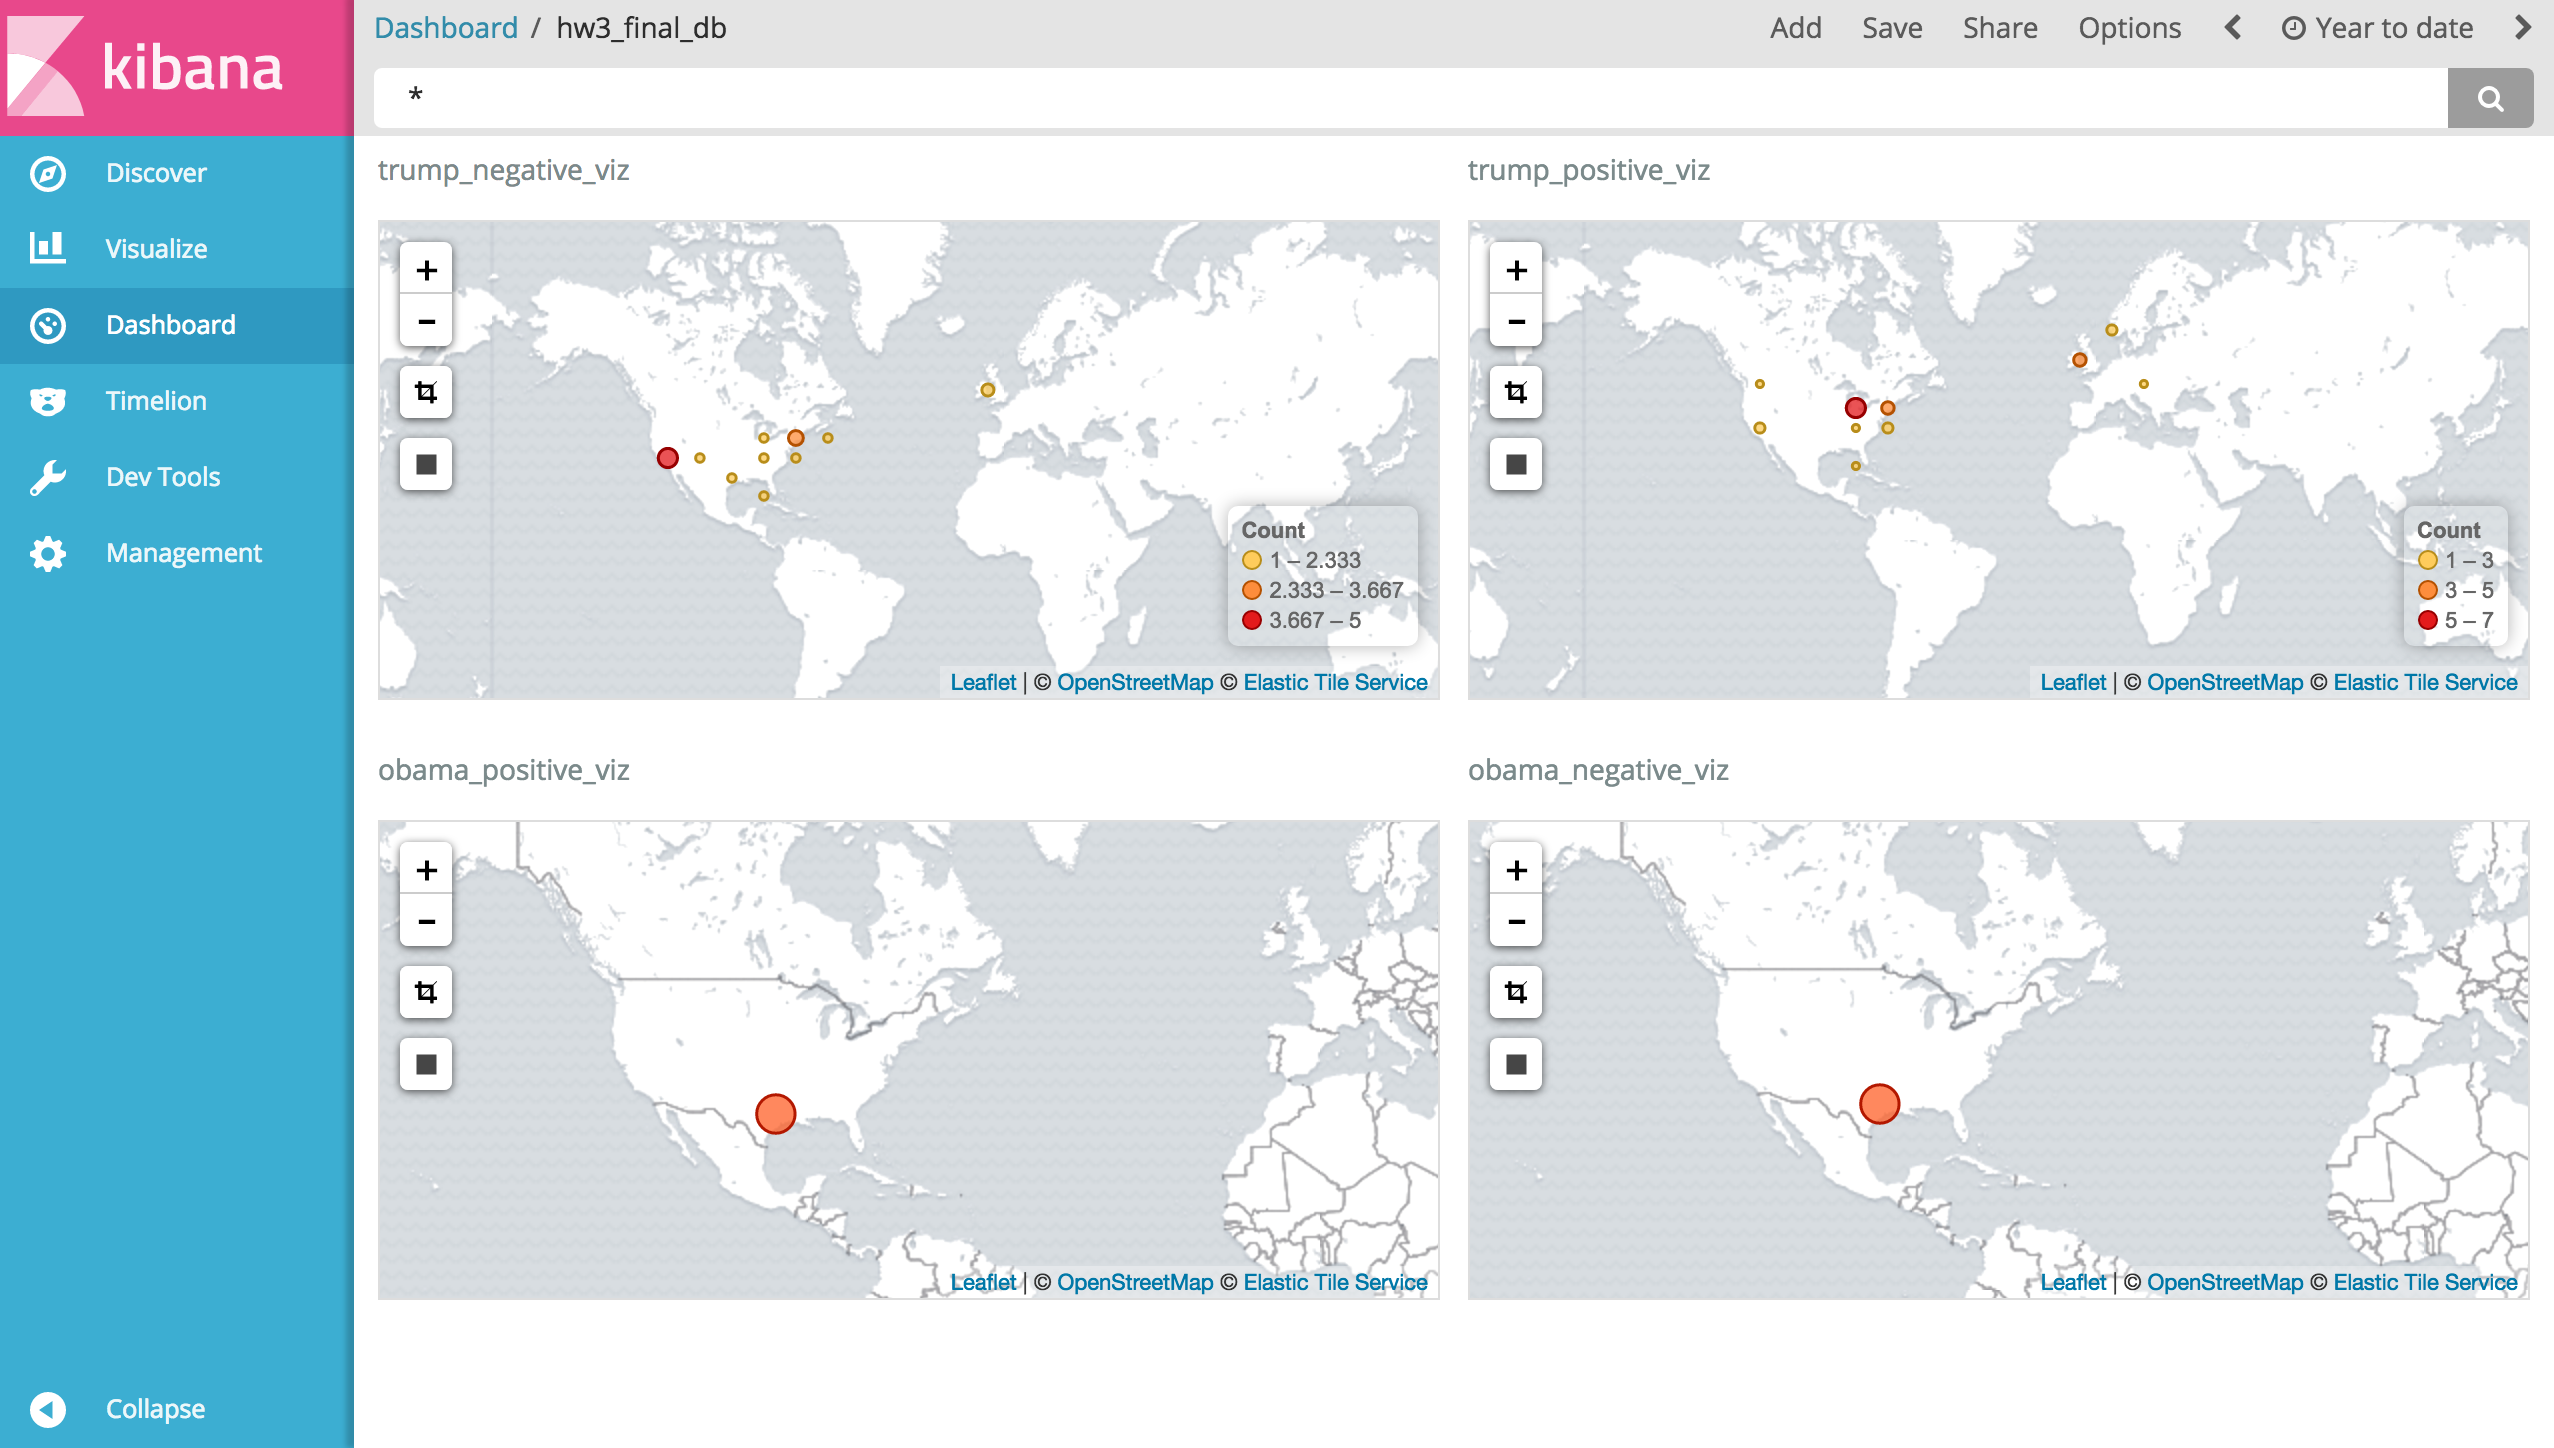 kibana
Discover
Visualize
Dashboard
Timelion
Dev Tools
Management
Collapse
Dashboard / hw3_final_db
Add Save Share Options Year to date
*
trump_negative_viz
+
−
Count
1 – 2.333
2.333 – 3.667
3.667 – 5
Leaflet | © OpenStreetMap © Elastic Tile Service
trump_positive_viz
+
−
Count
1 – 3
3 – 5
5 – 7
Leaflet | © OpenStreetMap © Elastic Tile Service
obama_positive_viz
+
−
Leaflet | © OpenStreetMap © Elastic Tile Service
obama_negative_viz
+
−
Leaflet | © OpenStreetMap © Elastic Tile Service